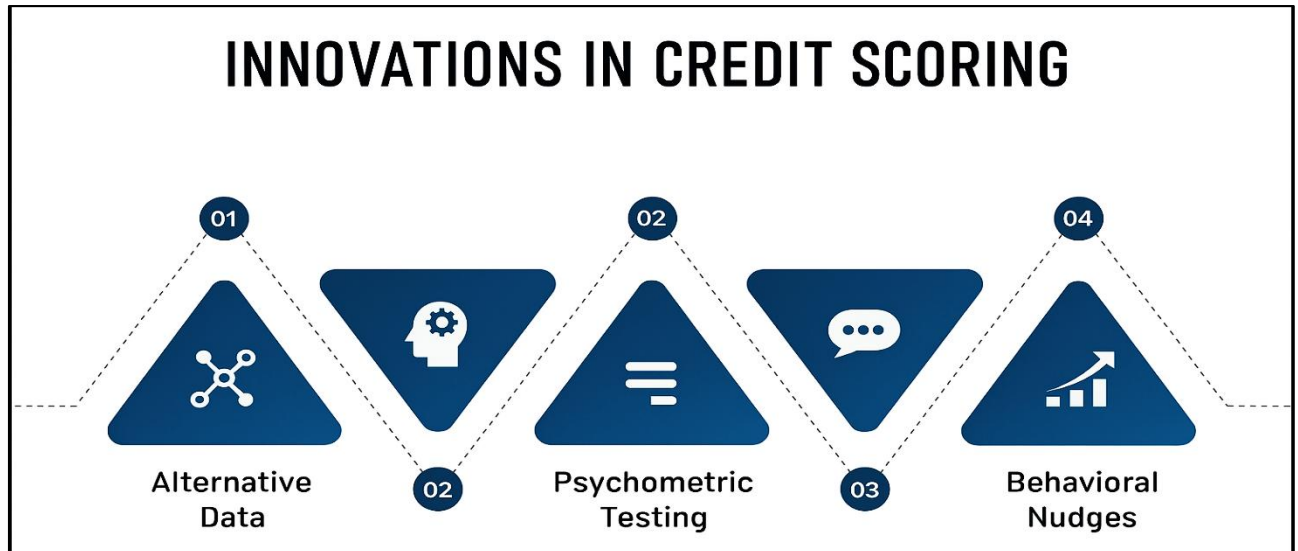 INNOVATIONS IN CREDIT SCORING
01
02
04
Alternative
Data
02
Psychometric
Testing
03
Behavioral
Nudges